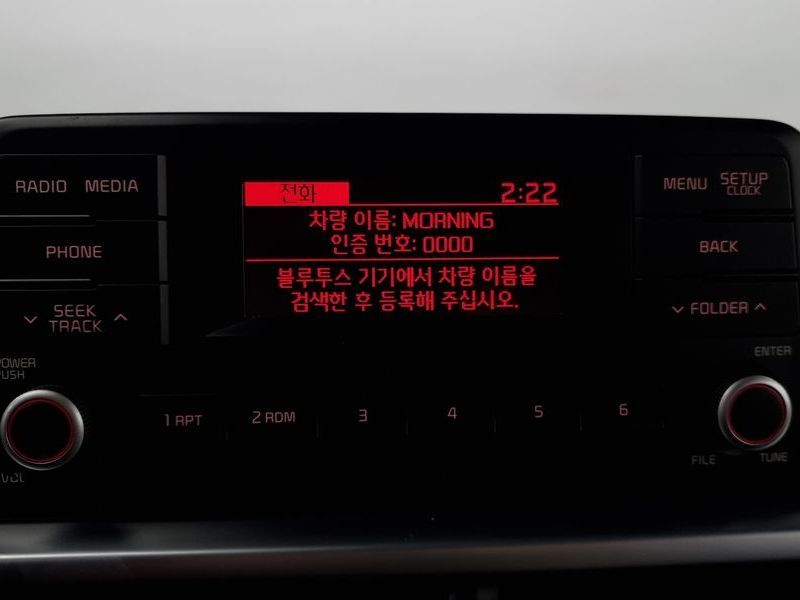 RADIO MEDIA
PHONE
SEEK
TRACK
POWER
PUSH
VOL
전화 2:22
차량 이름: MORNING
인증 번호: 0000
블루투스 기기에서 차량 이름을
검색한 후 등록해 주십시오.
MENU SETUP
CLOCK
BACK
FOLDER
ENTER
FILE TUNE
1 RPT 2 RDM 3 4 5 6